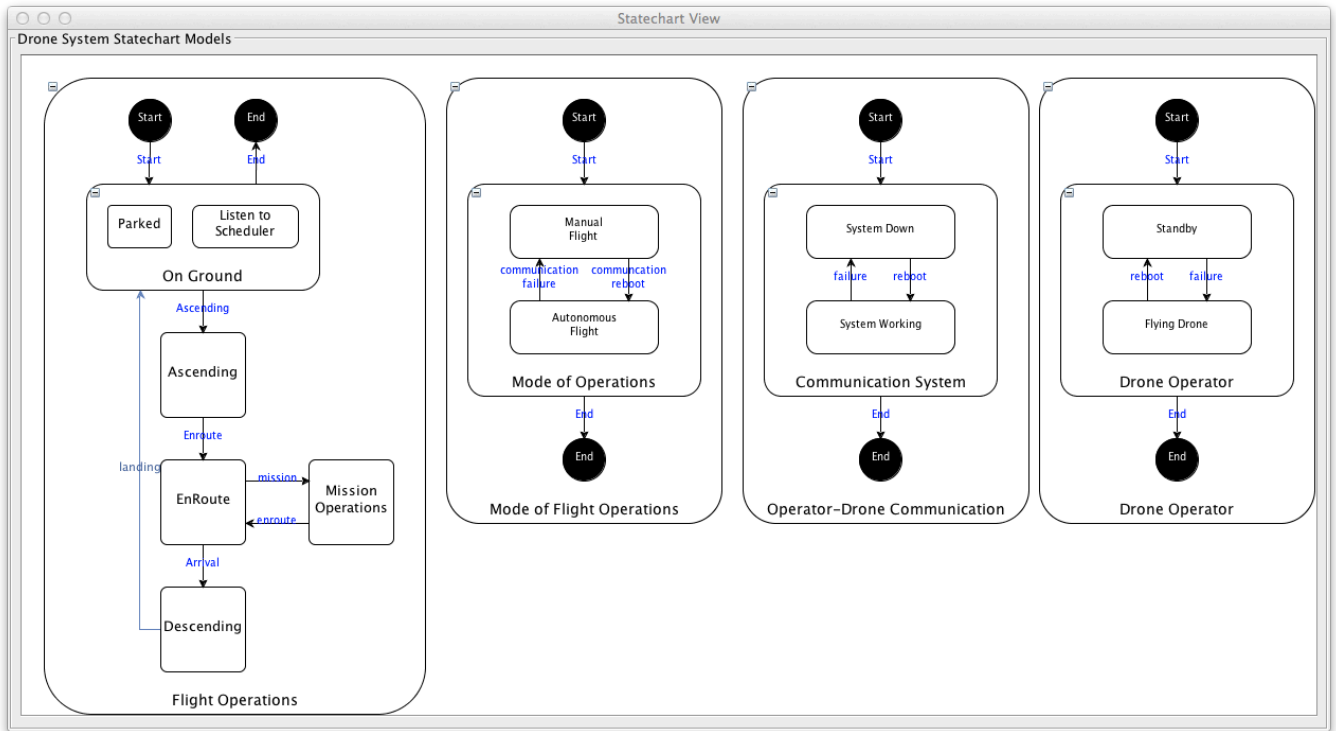 Statechart View
Drone System Statechart Models
Start
End
Start
End
Parked
Listen to
Scheduler
On Ground
Ascending
Ascending
Enroute
landing
EnRoute
mission
enroute
Mission
Operations
Arrival
Descending
Flight Operations
Start
Start
Manual
Flight
communication
failure
communcation
reboot
Autonomous
Flight
Mode of Operations
End
End
Mode of Flight Operations
Start
Start
System Down
failure
reboot
System Working
Communication System
End
End
Operator-Drone Communication
Start
Start
Standby
reboot
failure
Flying Drone
Drone Operator
End
End
Drone Operator